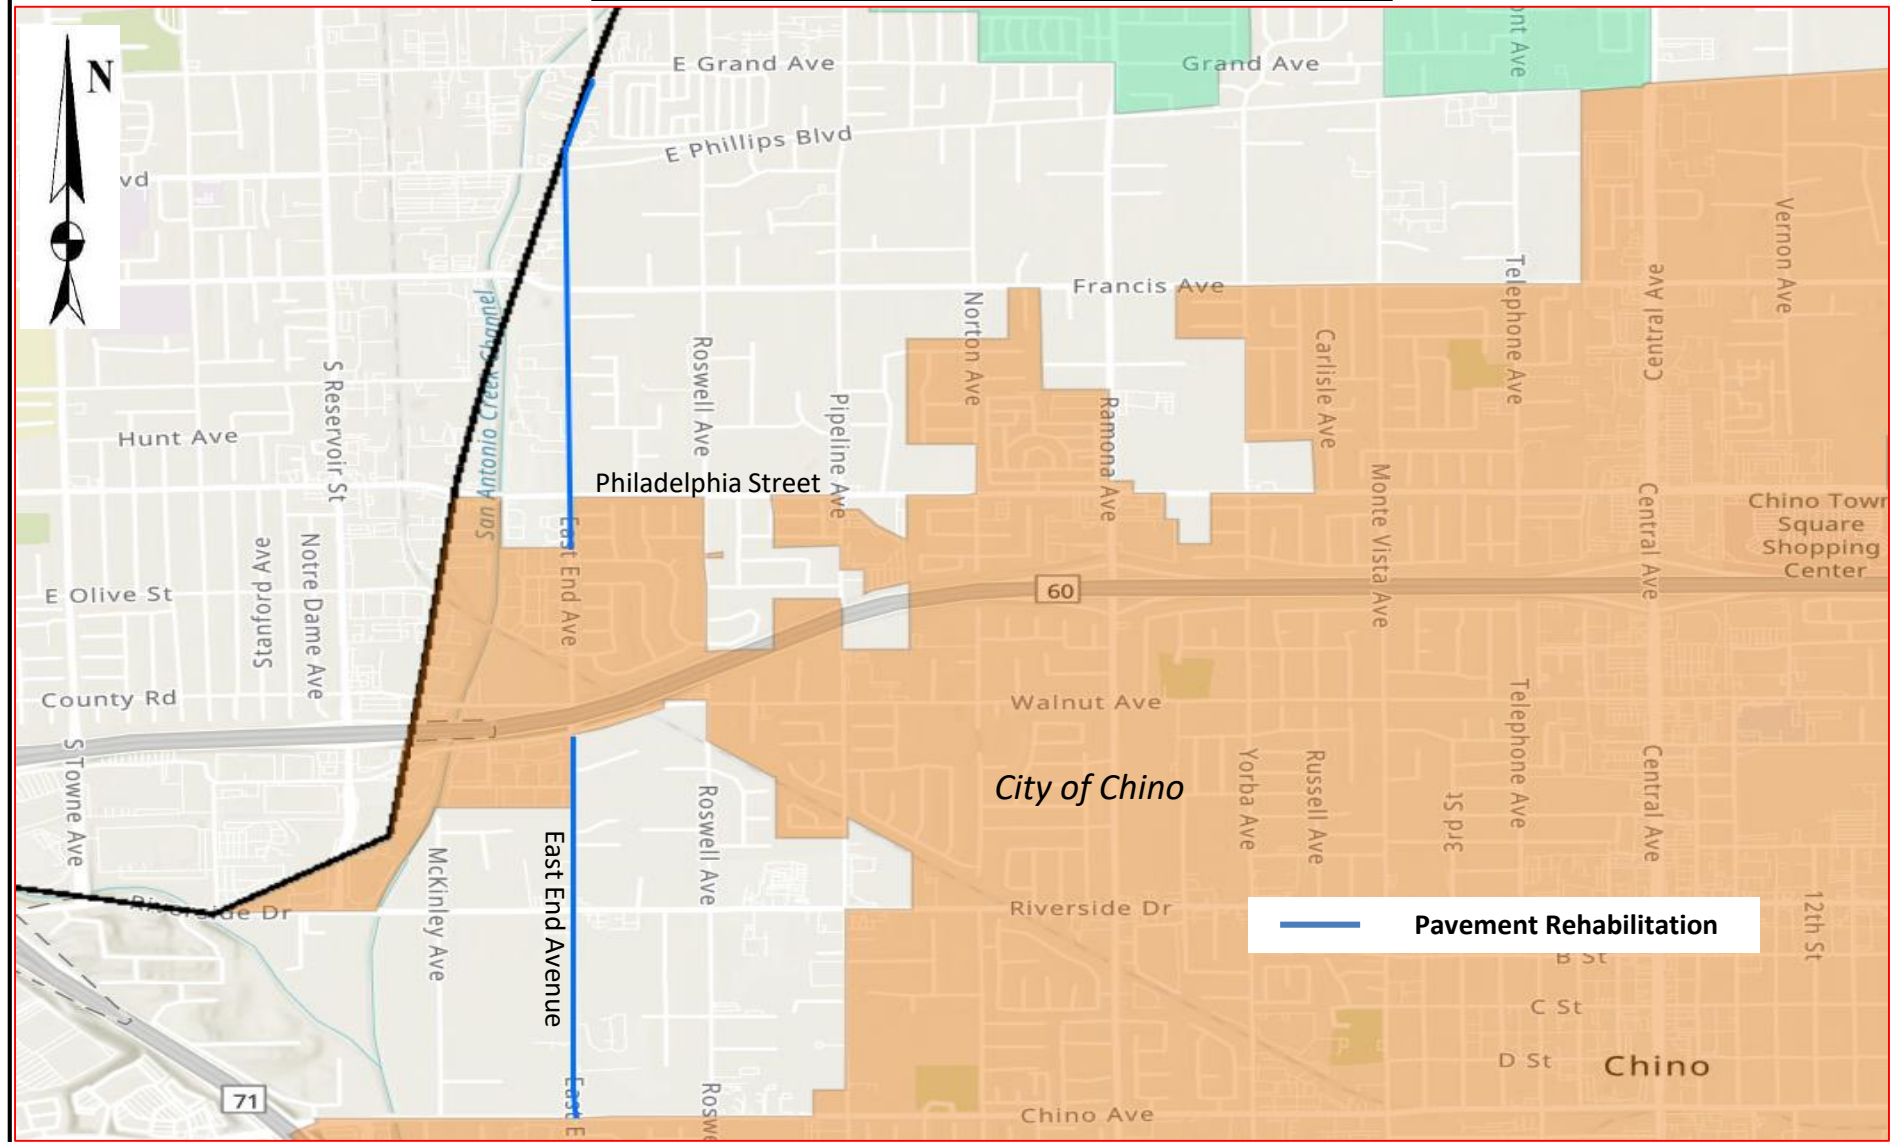 ont Ave
E Grand Ave
Grand Ave
N
E Phillips Blvd
vd
Vernon Ave
Telephone Ave
Central Ave
Francis Ave
San Antonio Creek Channel
Norton Ave
Carlisle Ave
Roswell Ave
S Reservoir St
Pipeline Ave
Ramona Ave
Hunt Ave
Monte Vista Ave
Philadelphia Street
Central Ave
Chino Town
Square
Shopping
Center
East End Ave
Stanford Ave
Notre Dame Ave
E Olive St
60
County Rd
Walnut Ave
Telephone Ave
S Towne Ave
Yorba Ave
Russell Ave
Central Ave
City of Chino
Roswell Ave
3rd St
East End Avenue
McKinley Ave
Riverside Dr
Riverside Dr
12th St
Pavement Rehabilitation
B St
C St
D St
Chino
East E
Roswe
71
Chino Ave